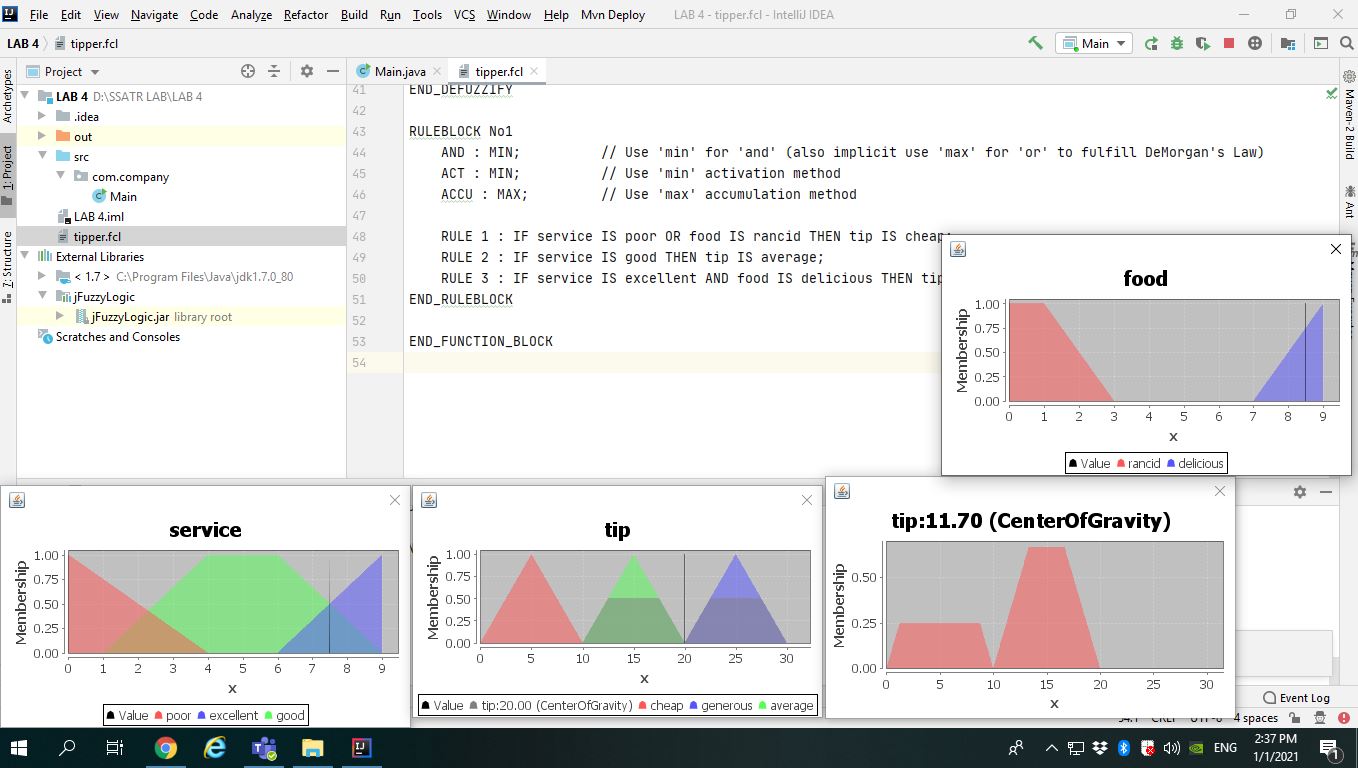 File Edit View Navigate Code Analyze Refactor Build Run Tools VCS Window Help Mvn Deploy LAB 4 - tipper.fcl - IntelliJ IDEA
LAB 4 tipper.fcl Main
Project Main.java tipper.fcl
Archetypes
1: Project
7: Structure
LAB 4 D:\SSATR LAB\LAB 4
.idea
out
src
com.company
Main
LAB 4.iml
tipper.fcl
External Libraries
< 1.7 > C:\Program Files\Java\jdk1.7.0_80
jFuzzyLogic
jFuzzyLogic.jar library root
Scratches and Consoles
41 END_DEFUZZIFY
42
43 RULEBLOCK No1
44 AND : MIN; // Use 'min' for 'and' (also implicit use 'max' for 'or' to fulfill DeMorgan's Law)
45 ACT : MIN; // Use 'min' activation method
46 ACCU : MAX; // Use 'max' accumulation method
47
48 RULE 1 : IF service IS poor OR food IS rancid THEN tip IS cheap;
49 RULE 2 : IF service IS good THEN tip IS average;
50 RULE 3 : IF service IS excellent AND food IS delicious THEN tip
51 END_RULEBLOCK
52
53 END_FUNCTION_BLOCK
54
Maven-2 Build
Ant
food
Membership
1.00
0.75
0.50
0.25
0.00
0 1 2 3 4 5 6 7 8 9
x
Value rancid delicious
service
Membership
1.00
0.75
0.50
0.25
0.00
0 1 2 3 4 5 6 7 8 9
x
Value poor excellent good
tip
Membership
1.00
0.75
0.50
0.25
0.00
0 5 10 15 20 25 30
x
Value tip:20.00 (CenterOfGravity) cheap generous average
tip:11.70 (CenterOfGravity)
Membership
0.50
0.25
0.00
0 5 10 15 20 25 30
x
Event Log
54:1 CRLF UTF-8 4 spaces
ENG 2:37 PM
1/1/2021
1